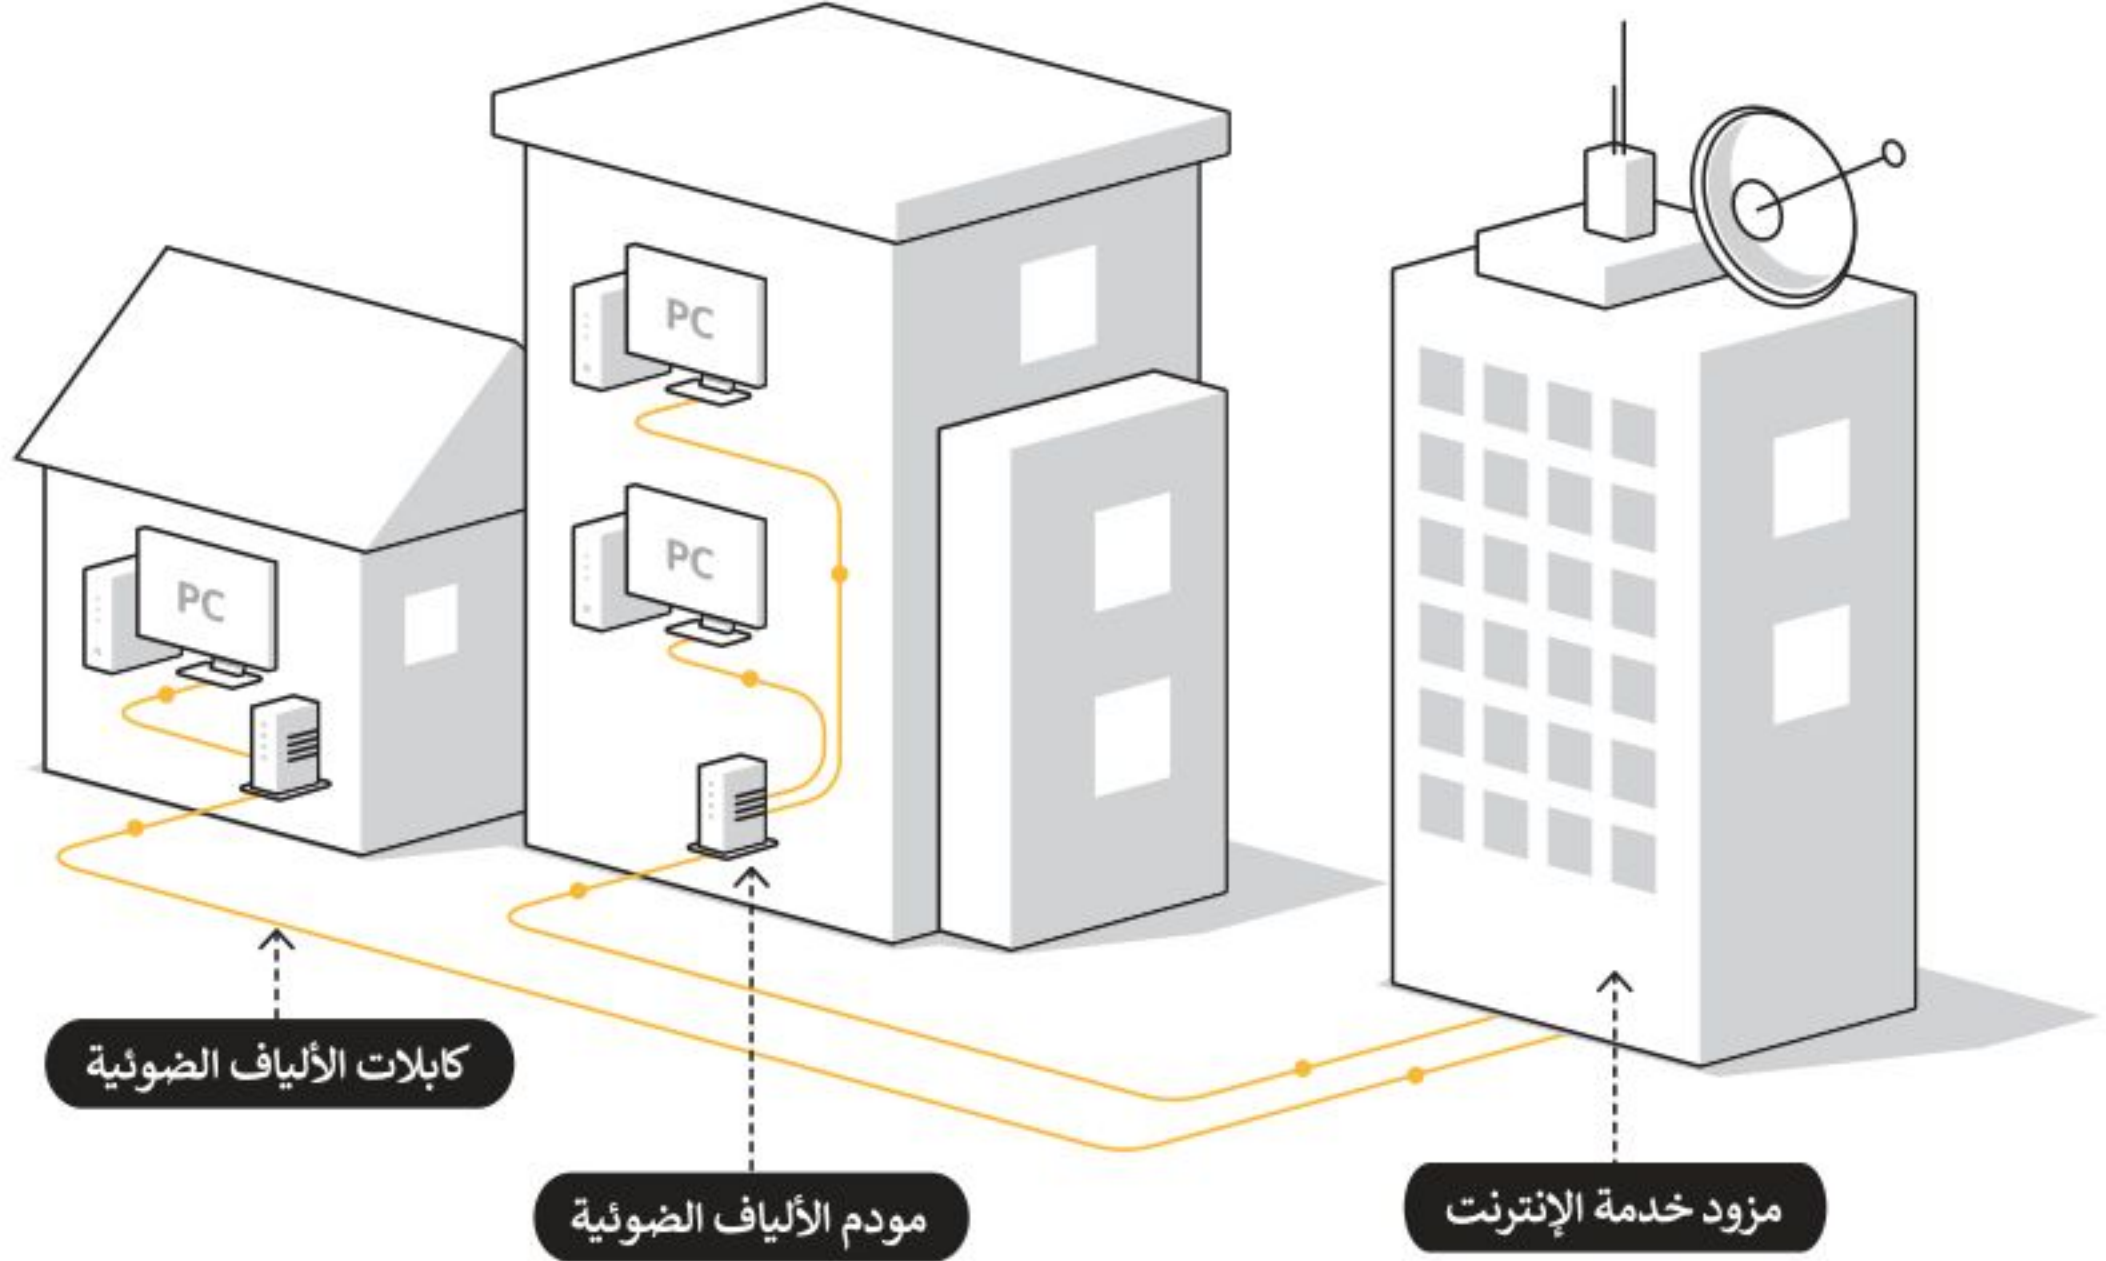 PC
PC
PC
كابلات الألياف الضوئية
مودم الألياف الضوئية
مزود خدمة الإنترنت